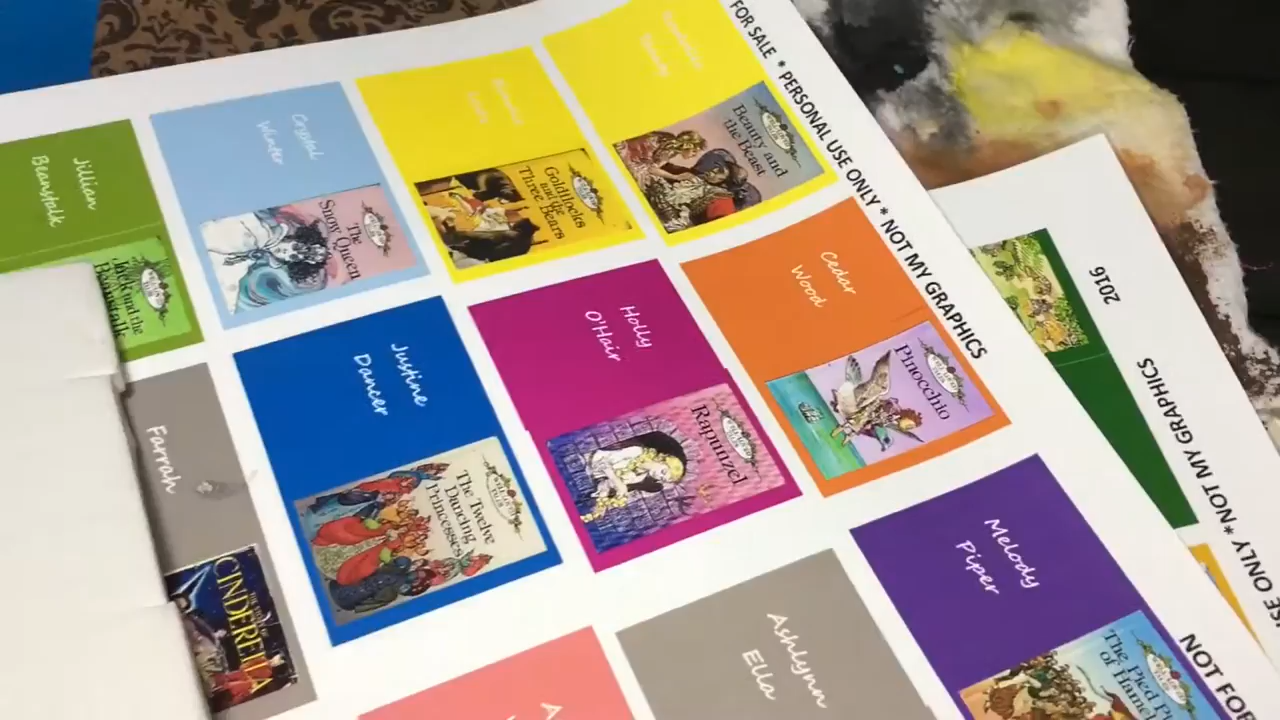 FOR SALE * PERSONAL USE ONLY * NOT MY GRAPHICS
Jillian
Beanstalk
Jack and the
Beanstalk
Crystal
Winter
The
Snow Queen
Goldilocks
and the
Three Bears
Beauty and
the Beast
Farrah
CINDERELLA
Justine
Dancer
The Twelve
Dancing
Princesses
Holly
O'Hair
Rapunzel
Cedar
Wood
Pinocchio
Ashlynn
Ella
Melody
Piper
The Pied P
of Hamel
NOT FOR
2016
SE ONLY * NOT MY GRAPHICS